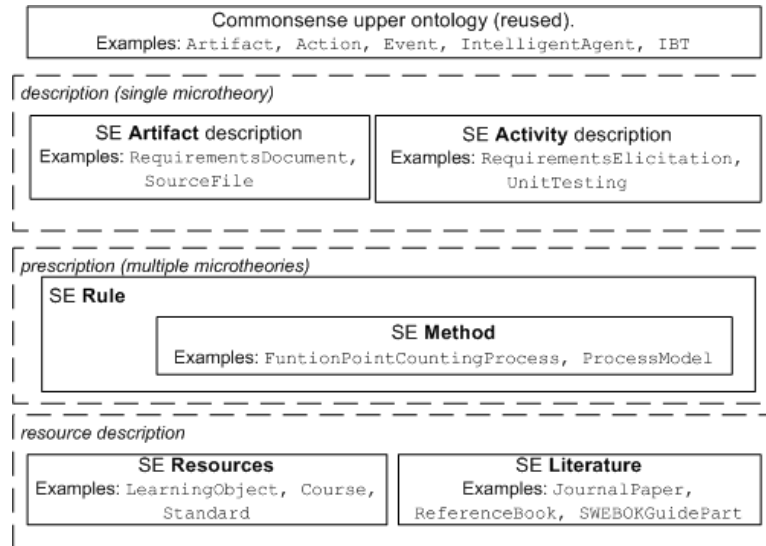 Commonsense upper ontology (reused).
Examples: Artifact, Action, Event, IntelligentAgent, IBT
description (single microtheory)
SE Artifact description
Examples: RequirementsDocument,
SourceFile
SE Activity description
Examples: RequirementsElicitation,
UnitTesting
prescription (multiple microtheories)
SE Rule
SE Method
Examples: FuntionPointCountingProcess, ProcessModel
resource description
SE Resources
Examples: LearningObject, Course,
Standard
SE Literature
Examples: JournalPaper,
ReferenceBook, SWEBOKGuidePart